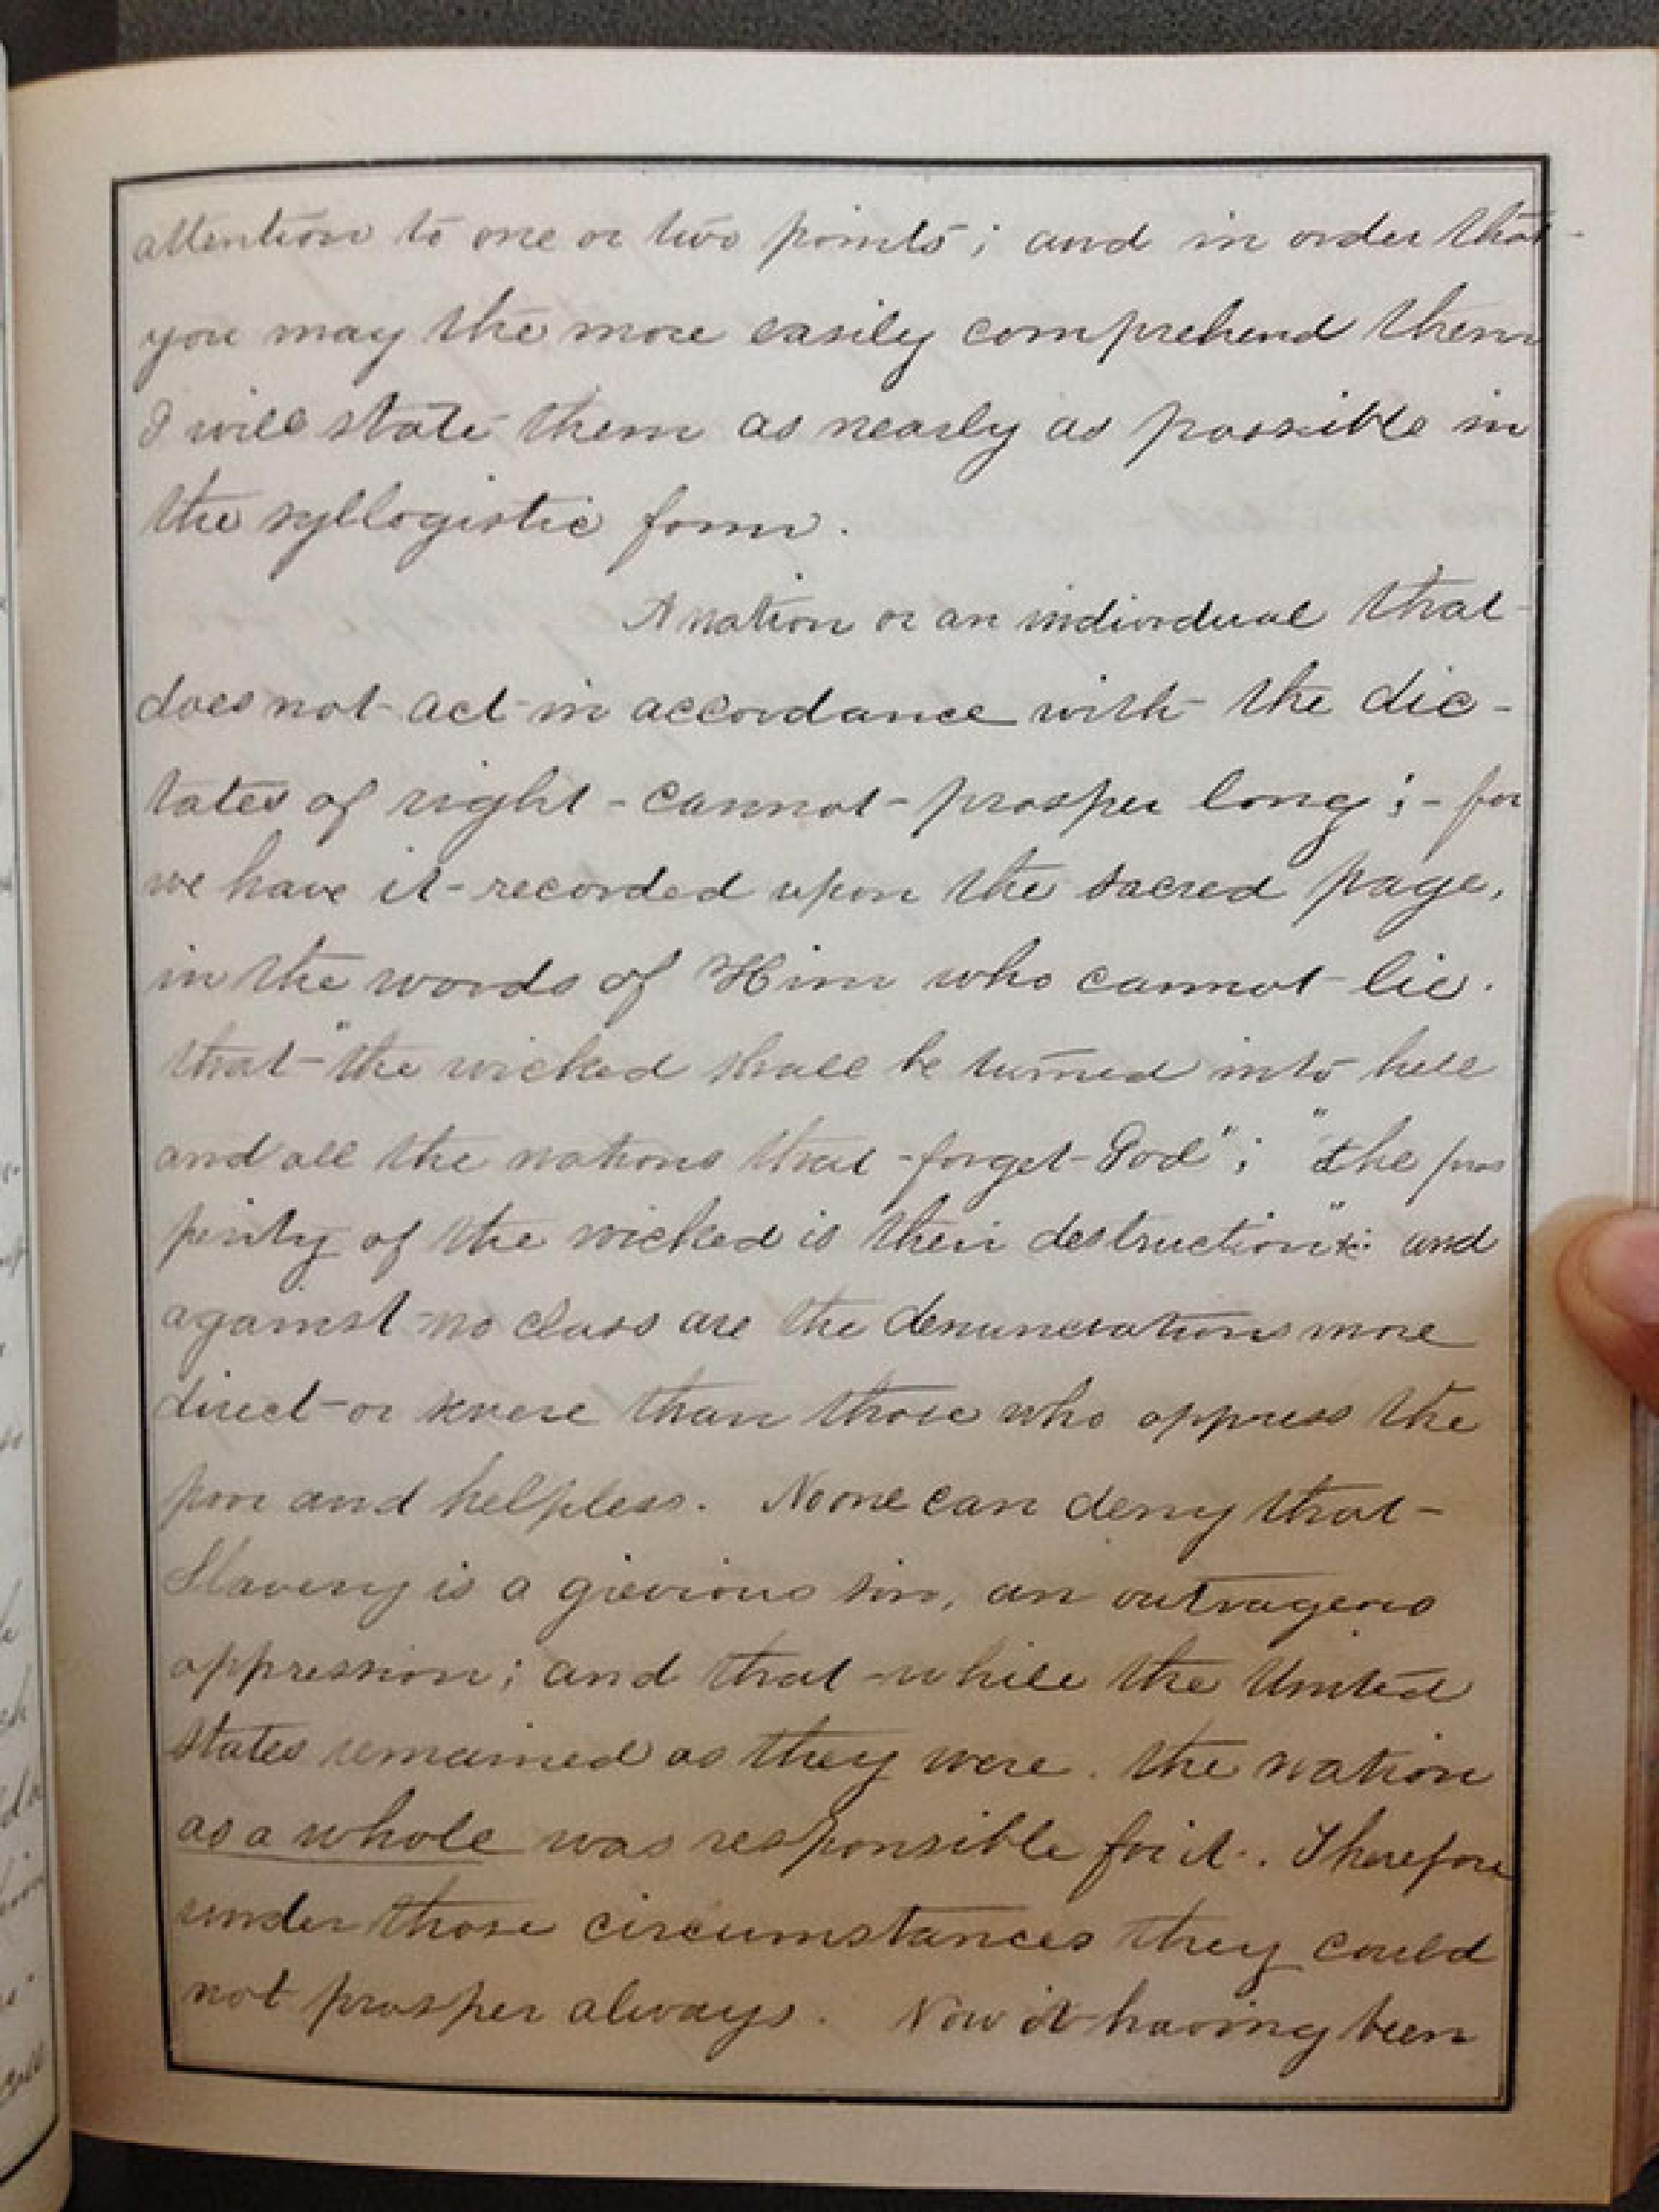 attention to one or two points; and in order that
you may the more easily comprehend them
I will state them as nearly as possible in
the syllogistic form.
A nation or an individual that
does not act in accordance with the dic-
tates of right cannot prosper long;- for
we have it recorded upon the sacred page,
in the words of Him who cannot lie.
that "the wicked shall be turned into hell
and all the nations that forget God"; "the pros
perity of the wicked is their destruction": and
against no class are the denunciations more
direct or severe than those who oppress the
poor and helpless. No one can deny that
Slavery is a grievious sin, an outrageous
oppression; and that while the United
States remained as they were. the nation
as a whole was responsible for it. Therefore
under those circumstances they could
not prosper always. Now it having been